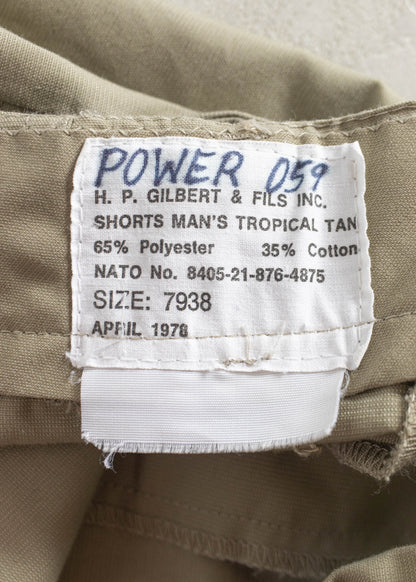 POWER 059
H. P. GILBERT & FILS INC.
SHORTS MAN'S TROPICAL TAN
65% Polyester 35% Cotton
NATO No. 8405-21-876-4875
SIZE: 7938
APRIL 1978